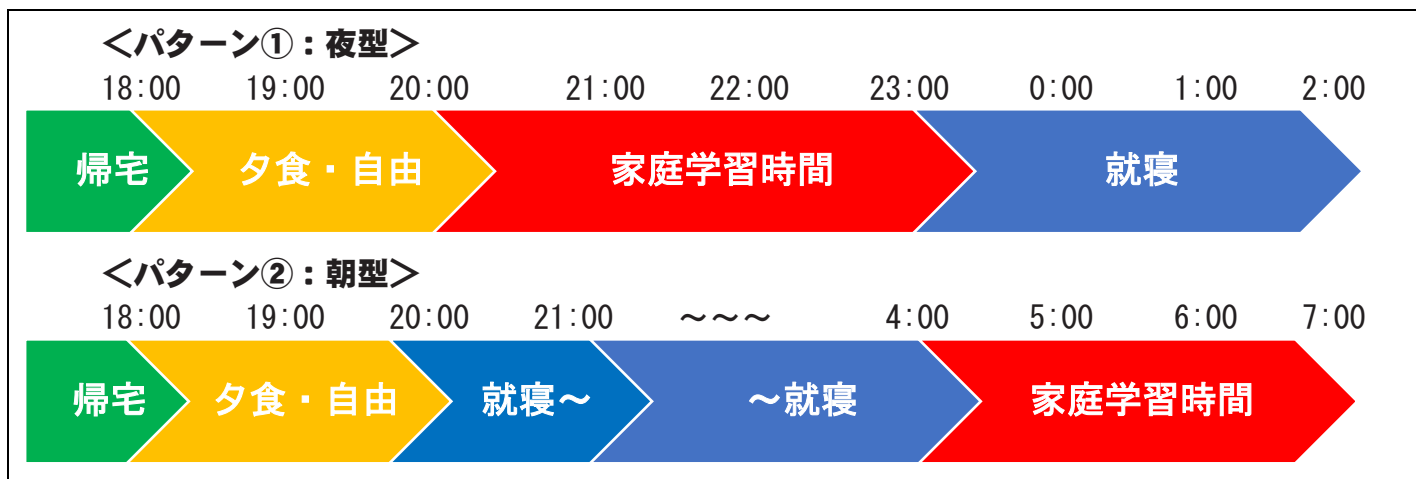 ＜パターン①：夜型＞
18:00 19:00 20:00 21:00 22:00 23:00 0:00 1:00 2:00
帰宅 夕食・自由 家庭学習時間 就寝
＜パターン②：朝型＞
18:00 19:00 20:00 21:00 ～～～ 4:00 5:00 6:00 7:00
帰宅 夕食・自由 就寝～ ～就寝 家庭学習時間